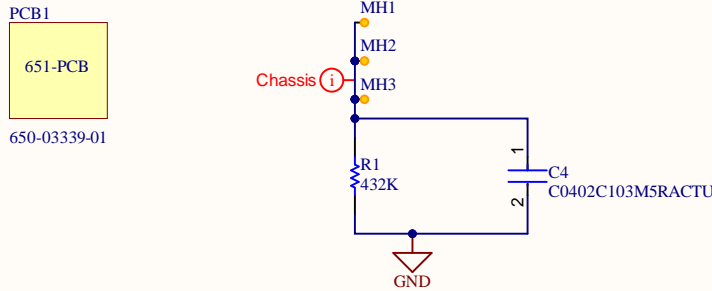 PCB1
651-PCB
650-03339-01
MH1
MH2
Chassis i
MH3
R1
432K
1
2
C4
C0402C103M5RACTU
GND